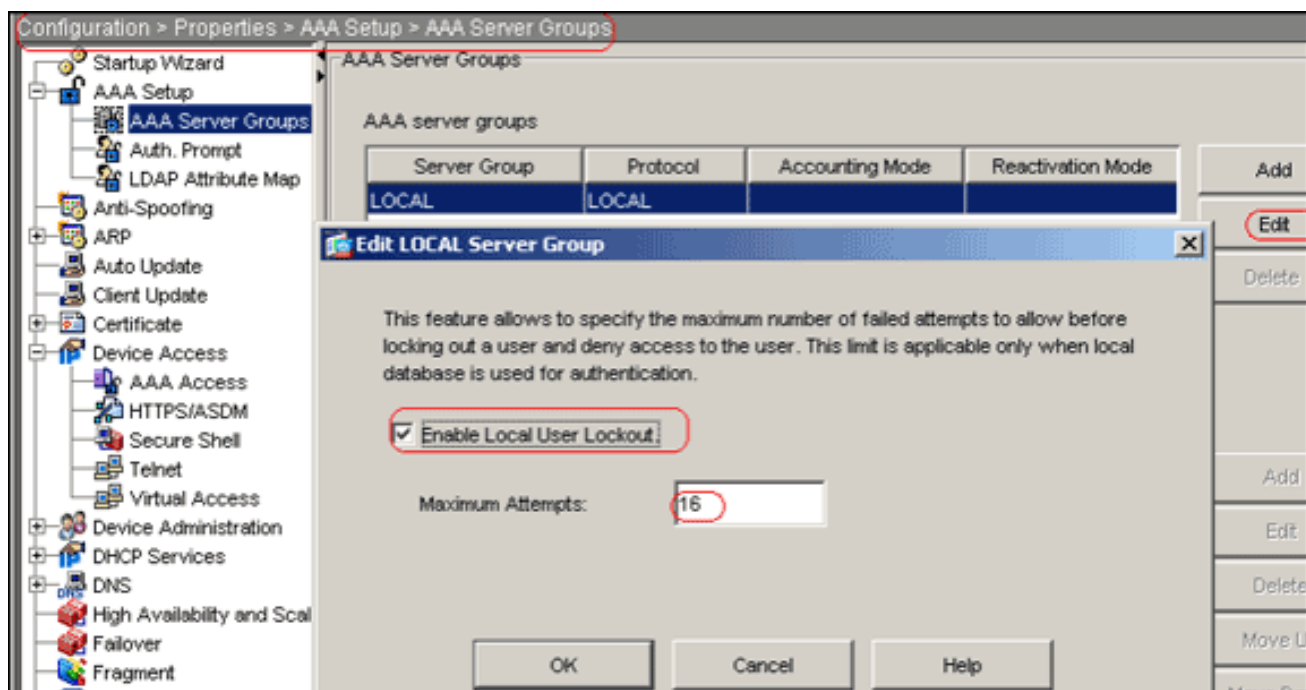 Configuration > Properties > AAA Setup > AAA Server Groups
Startup Wizard
AAA Setup
AAA Server Groups
Auth. Prompt
LDAP Attribute Map
Anti-Spoofing
ARP
Auto Update
Client Update
Certificate
Device Access
AAA Access
HTTPS/ASDM
Secure Shell
Telnet
Virtual Access
Device Administration
DHCP Services
DNS
High Availability and Scal
Failover
Fragment
AAA Server Groups
AAA server groups
Server Group Protocol Accounting Mode Reactivation Mode
LOCAL LOCAL
Add
Edit
Delete
Edit LOCAL Server Group
This feature allows to specify the maximum number of failed attempts to allow before
locking out a user and deny access to the user. This limit is applicable only when local
database is used for authentication.
Enable Local User Lockout.
Maximum Attempts: 16
OK Cancel Help
Add
Edit
Delete
Move U